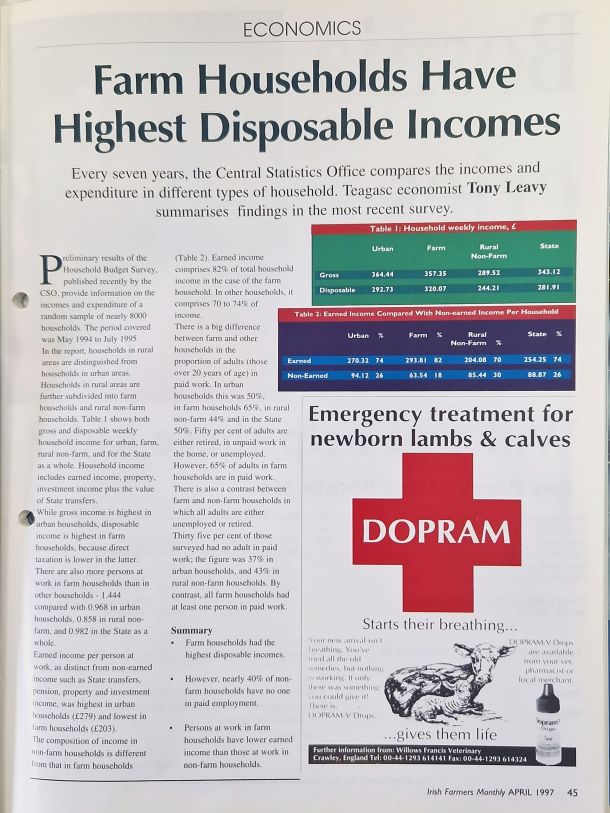 ECONOMICS
Farm Households Have
Highest Disposable Incomes
Every seven years, the Central Statistics Office compares the incomes and
expenditure in different types of household. Teagasc economist Tony Leavy
summarises findings in the most recent survey.
Preliminary results of the
Household Budget Survey,
published recently by the
CSO, provide information on the
incomes and expenditure of a
random sample of nearly 8000
households. The period covered
was May 1994 to July 1995.
In the report, households in rural
areas are distinguished from
households in urban areas.
Households in rural areas are
further subdivided into farm
households and rural non-farm
households. Table 1 shows both
gross and disposable weekly
household income for urban, farm,
rural non-farm, and for the State
as a whole. Household income
includes earned income, property,
investment income plus the value
of State transfers.
While gross income is highest in
urban households, disposable
income is highest in farm
households, because direct
taxation is lower in the latter.
There are also more persons at
work in farm households than in
other households - 1.444
compared with 0.968 in urban
households, 0.858 in rural non-
farm, and 0.982 in the State as a
whole.
Earned income per person at
work, as distinct from non-earned
income such as State transfers,
pension, property and investment
income, was highest in urban
households (£279) and lowest in
farm households (£203).
The composition of income in
non-farm households is different
from that in farm households
(Table 2). Earned income
comprises 82% of total household
income in the case of the farm
household. In other households, it
comprises 70 to 74% of
income.
There is a big difference
between farm and other
households in the
proportion of adults (those
over 20 years of age) in
paid work. In urban
households this was 50%,
in farm households 65%, in rural
non-farm 44% and in the State
50%. Fifty per cent of adults are
either retired, in unpaid work in
the home, or unemployed.
However, 65% of adults in farm
households are in paid work.
There is also a contrast between
farm and non-farm households in
which all adults are either
unemployed or retired.
Thirty five per cent of those
surveyed had no adult in paid
work; the figure was 37% in
urban households, and 43% in
rural non-farm households. By
contrast, all farm households had
at least one person in paid work.
Summary
• Farm households had the
highest disposable incomes.
• However, nearly 40% of non-
farm households have no one
in paid employment.
• Persons at work in farm
households have lower earned
income than those at work in
non-farm households.
Table 1: Household weekly income, £
Urban Farm Rural Non-Farm State
Gross 364.44 357.35 289.52 343.12
Disposable 292.73 320.07 244.21 281.91
Table 2: Earned Income Compared With Non-earned Income Per Household
Urban % Farm % Rural Non-Farm % State %
Earned 270.32 74 293.81 82 204.08 70 254.25 74
Non-Earned 94.12 26 63.54 18 85.44 30 88.87 26
Emergency treatment for
newborn lambs & calves
DOPRAM
Starts their breathing...
Your new arrival isn't
breathing. You've
tried all the old
remedies, but nothing
is working. If only
there was something
you could give it!
There is.
DOPRAM-V Drops.
DOPRAM-V Drops
are available
from your vet,
pharmacist or
local merchant.
Dopram
Drops
...gives them life
Further information from: Willows Francis Veterinary
Crawley, England Tel: 00-44-1293 614141 Fax: 00-44-1293 614324
Irish Farmers Monthly APRIL 1997 45